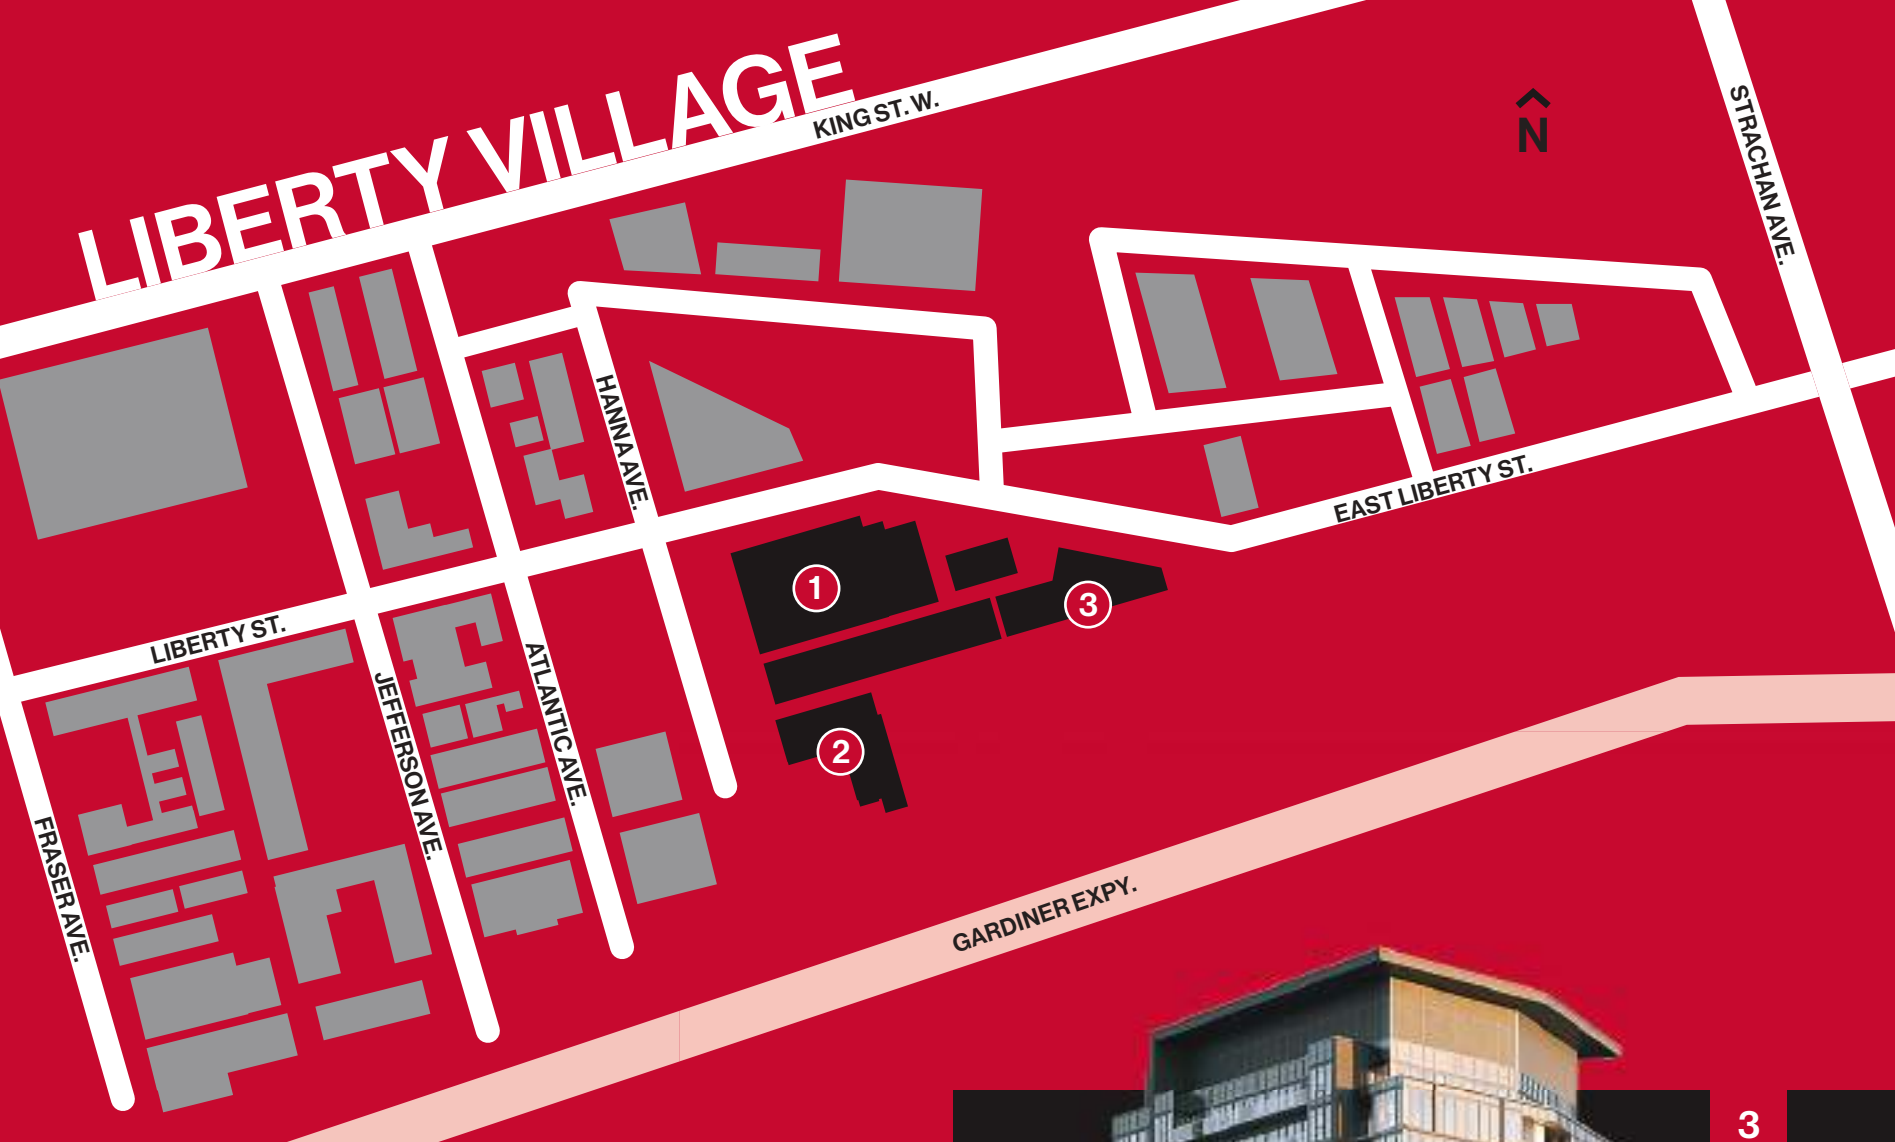 LIBERTY VILLAGE
KING ST. W.
N
STRACHAN AVE.
HANNA AVE.
EAST LIBERTY ST.
1
3
LIBERTY ST.
ATLANTIC AVE.
JEFFERSON AVE.
2
FRASER AVE.
GARDINER EXPY.
3